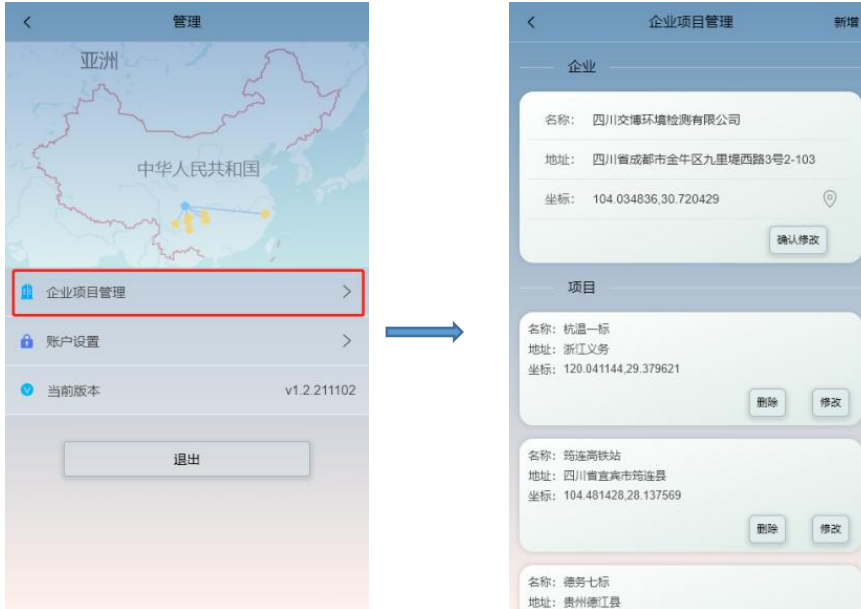 管理
亚洲
中华人民共和国
企业项目管理
账户设置
当前版本 v1.2.211102
退出
企业项目管理 新增
企业
名称: 四川交博环境检测有限公司
地址: 四川省成都市金牛区九里堤西路3号2-103
坐标: 104.034836,30.720429
确认修改
项目
名称: 杭温一标
地址: 浙江义务
坐标: 120.041144,29.379621
删除 修改
名称: 筠连高铁站
地址: 四川省宜宾市筠连县
坐标: 104.481428,28.137569
删除 修改
名称: 德务七标
地址: 贵州德江县